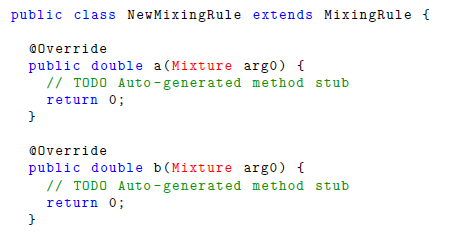 public class NewMixingRule extends MixingRule {
@Override
public double a(Mixture arg0) {
// TODO Auto-generated method stub
return 0;
}
@Override
public double b(Mixture arg0) {
// TODO Auto-generated method stub
return 0;
}